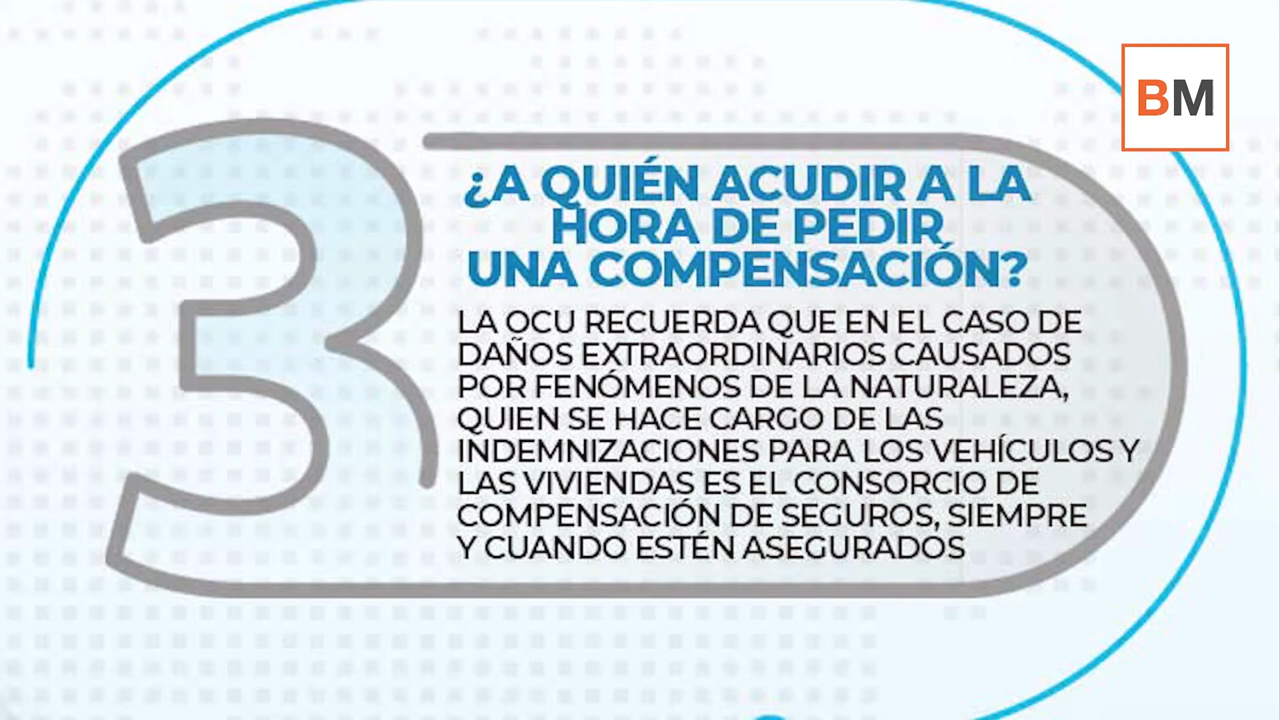 BM
3
¿A QUIÉN ACUDIR A LA
HORA DE PEDIR
UNA COMPENSACIÓN?
LA OCU RECUERDA QUE EN EL CASO DE
DAÑOS EXTRAORDINARIOS CAUSADOS
POR FENÓMENOS DE LA NATURALEZA,
QUIEN SE HACE CARGO DE LAS
INDEMNIZACIONES PARA LOS VEHÍCULOS Y
LAS VIVIENDAS ES EL CONSORCIO DE
COMPENSACIÓN DE SEGUROS, SIEMPRE
Y CUANDO ESTÉN ASEGURADOS